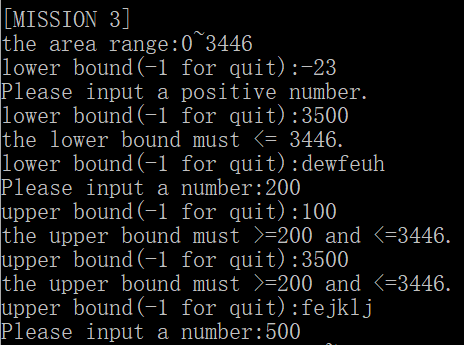 [MISSION 3]
the area range:0~3446
lower bound(-1 for quit):-23
Please input a positive number.
lower bound(-1 for quit):3500
the lower bound must <= 3446.
lower bound(-1 for quit):dewfeuh
Please input a number:200
upper bound(-1 for quit):100
the upper bound must >=200 and <=3446.
upper bound(-1 for quit):3500
the upper bound must >=200 and <=3446.
upper bound(-1 for quit):fejklj
Please input a number:500